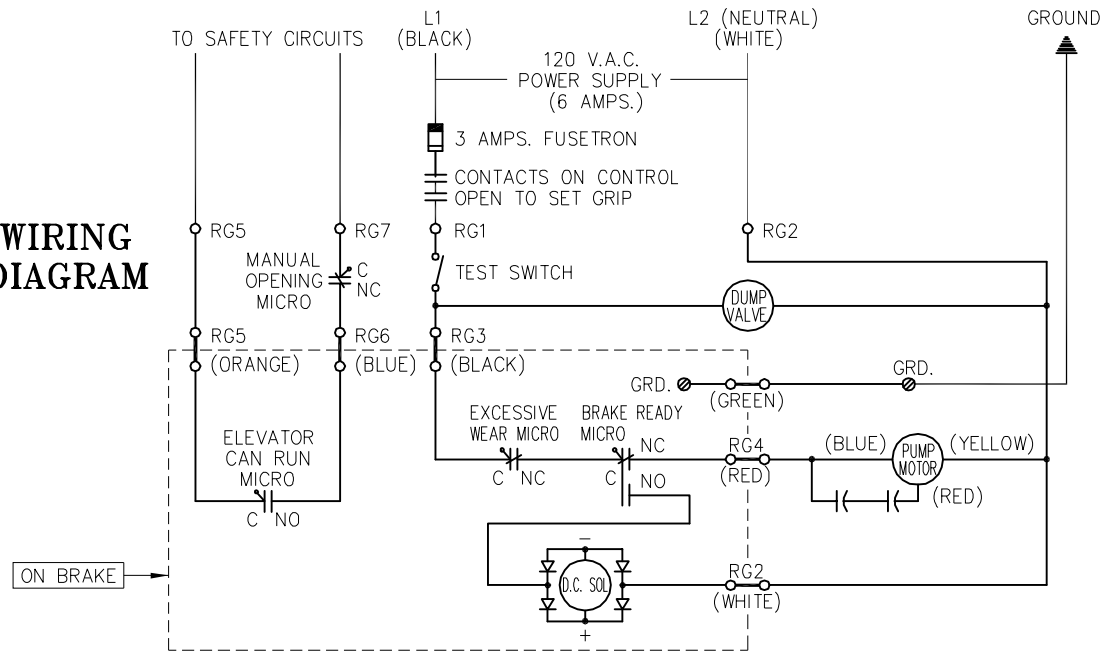 TO SAFETY CIRCUITS
L1
(BLACK)
L2 (NEUTRAL)
(WHITE)
GROUND
120 V.A.C.
POWER SUPPLY
(6 AMPS.)
3 AMPS. FUSETRON
CONTACTS ON CONTROL
OPEN TO SET GRIP
WIRING
DIAGRAM
RG5
RG7
RG1
RG2
MANUAL
OPENING
MICRO
C
NC
TEST SWITCH
DUMP
VALVE
RG5
RG6
RG3
(ORANGE)
(BLUE)
(BLACK)
GRD.
GRD.
(GREEN)
ELEVATOR
CAN RUN
MICRO
C NO
EXCESSIVE
WEAR MICRO
C NC
BRAKE READY
MICRO
NC
C
NO
RG4
(RED)
(BLUE)
PUMP
MOTOR
(YELLOW)
(RED)
ON BRAKE
−
D.C. SOL
+
RG2
(WHITE)